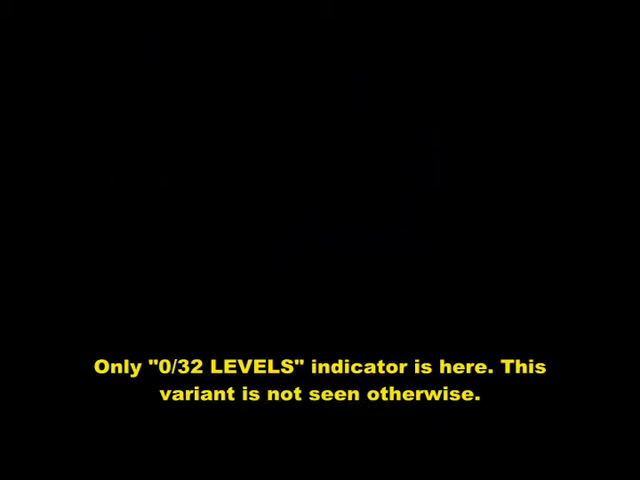 Only "0/32 LEVELS" indicator is here. This
variant is not seen otherwise.